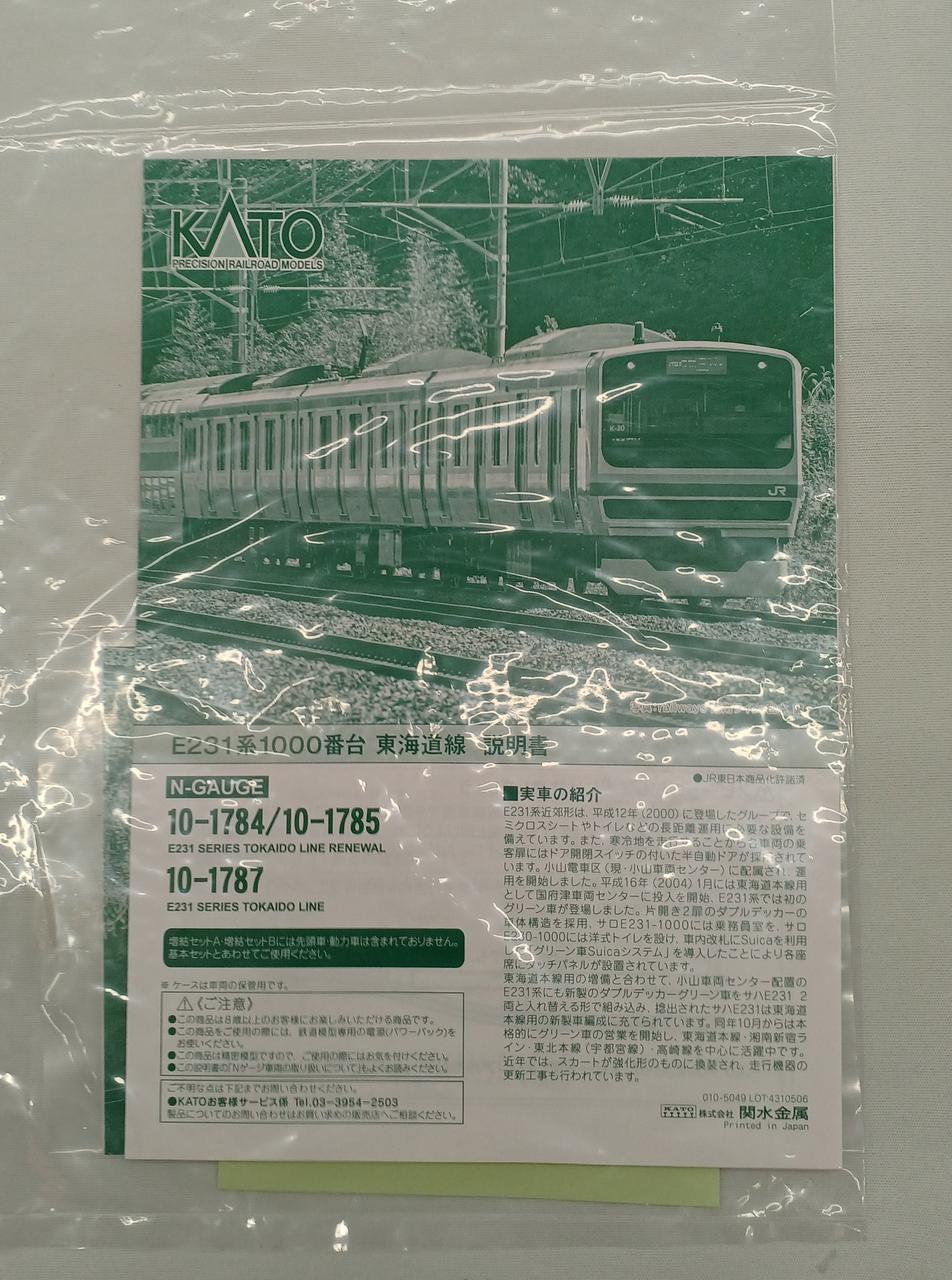 KATO
PRECISION RAILROAD MODELS
K-30
JR
E231系1000番台 東海道線 説明書
N-GAUGE
10-1784/10-1785
E231 SERIES TOKAIDO LINE RENEWAL
10-1787
E231 SERIES TOKAIDO LINE
増結セットA・増結セットBには先頭車・動力車は含まれておりません。
基本セットとあわせてご使用ください。
※ ケースは車両の保管用です。
⚠《ご注意》
●この商品は8歳以上のお客様にお楽しみいただける商品です。
●この商品をご使用の際には、鉄道模型専用の電源(パワーパック)を
お使いください。
●この商品は精密模型ですので、ご使用の際にはお気を付けください。
●この説明書の「Nゲージ車両の取り扱いについて」もよくお読みください。
ご不明な点は下記までお問い合わせください。
●KATOお客様サービス係 Tel.03-3954-2503
製品についてのお問い合わせはお買い求めの販売店へご相談ください。
●JR東日本商品化許諾済
■実車の紹介
E231系近郊形は、平成12年(2000)に登場したグループで、セ
ミクロスシートやトイレなどの長距離運用に必要な設備を
備えています。また、寒冷地を走行することから各車両の乗
客扉にはドア開閉スイッチの付いた半自動ドアが採用されて
います。小山電車区(現・小山車両センター)に配属され、運
用を開始しました。平成16年(2004)1月には東海道本線用
として国府津車両センターに投入を開始、E231系では初の
グリーン車が登場しました。片開き2扉のダブルデッカーの
車体構造を採用、サロE231-1000には乗務員室を、サロ
E230-1000には洋式トイレを設け、車内改札にSuicaを利用
した「グリーン車Suicaシステム」を導入したことにより各座
席にタッチパネルが設置されています。
東海道本線用の増備と合わせて、小山車両センター配置の
E231系にも新製のダブルデッカーグリーン車をサハE231 2
両と入れ替える形で組み込み、捻出されたサハE231は東海道
本線用の新製車編成に充てられています。同年10月からは本
格的にグリーン車の営業を開始し、東海道本線・湘南新宿ラ
イン・東北本線(宇都宮線)・高崎線を中心に活躍中です。
近年では、スカートが強化形のものに換装され、走行機器の
更新工事も行われています。
010-5049 LOT:4310506
KATO 株式会社 関水金属
Printed in Japan